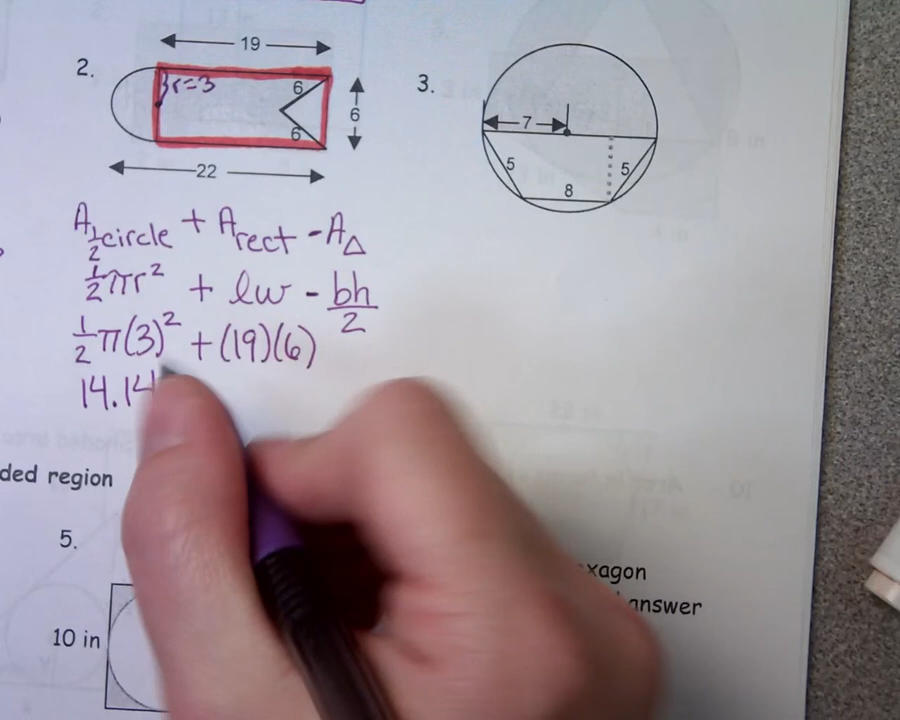 2.
19
r=3
6
6
6
22
3.
7
5
5
8
A½circle + Arect - A△
½πr² + lw - bh/2
½π(3)² + (19)(6)
14.14
ded region
5.
xagon
answer
10 in